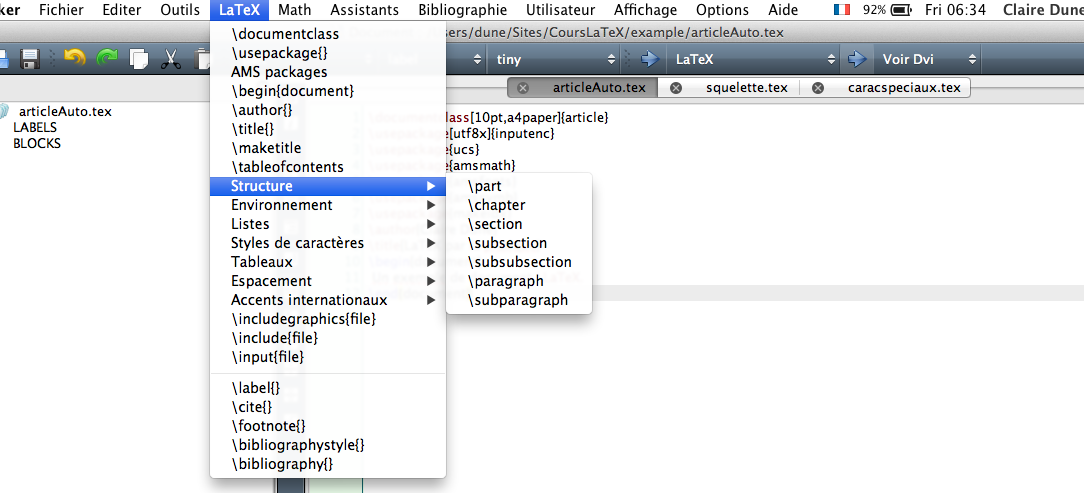 ker Fichier Editer Outils LaTeX Math Assistants Bibliographie Utilisateur Affichage Options Aide 92% Fri 06:34 Claire Dune
/dune/Sites/CoursLaTeX/example/articleAuto.tex
tiny LaTeX Voir Dvi
articleAuto.tex squelette.tex caracspeciaux.tex
articleAuto.tex
LABELS
BLOCKS
\documentclass
\usepackage{}
AMS packages
\begin{document}
\author{}
\title{}
\maketitle
\tableofcontents
Structure
Environnement
Listes
Styles de caractères
Tableaux
Espacement
Accents internationaux
\includegraphics{file}
\include{file}
\input{file}
\label{}
\cite{}
\footnote{}
\bibliographystyle{}
\bibliography{}
\part
\chapter
\section
\subsection
\subsubsection
\paragraph
\subparagraph
[10pt,a4paper]{article}
[utf8x]{inputenc}
{ucs}
{amsmath}